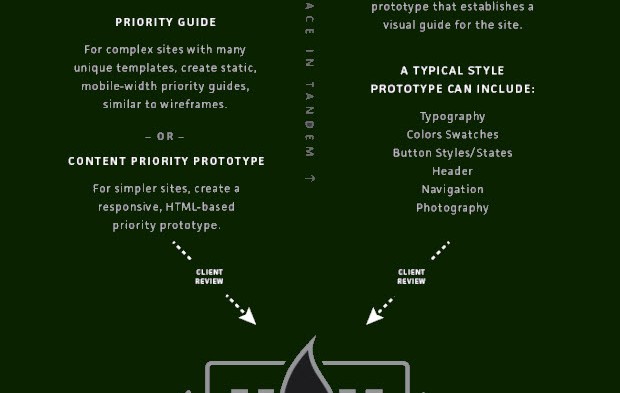 PRIORITY GUIDE
For complex sites with many
unique templates, create static,
mobile-width priority guides,
similar to wireframes.
– OR –
CONTENT PRIORITY PROTOTYPE
For simpler sites, create a
responsive, HTML-based
priority prototype.
CLIENT
REVIEW
ACE IN TANDEM →
prototype that establishes a
visual guide for the site.
A TYPICAL STYLE
PROTOTYPE CAN INCLUDE:
Typography
Colors Swatches
Button Styles/States
Header
Navigation
Photography
CLIENT
REVIEW